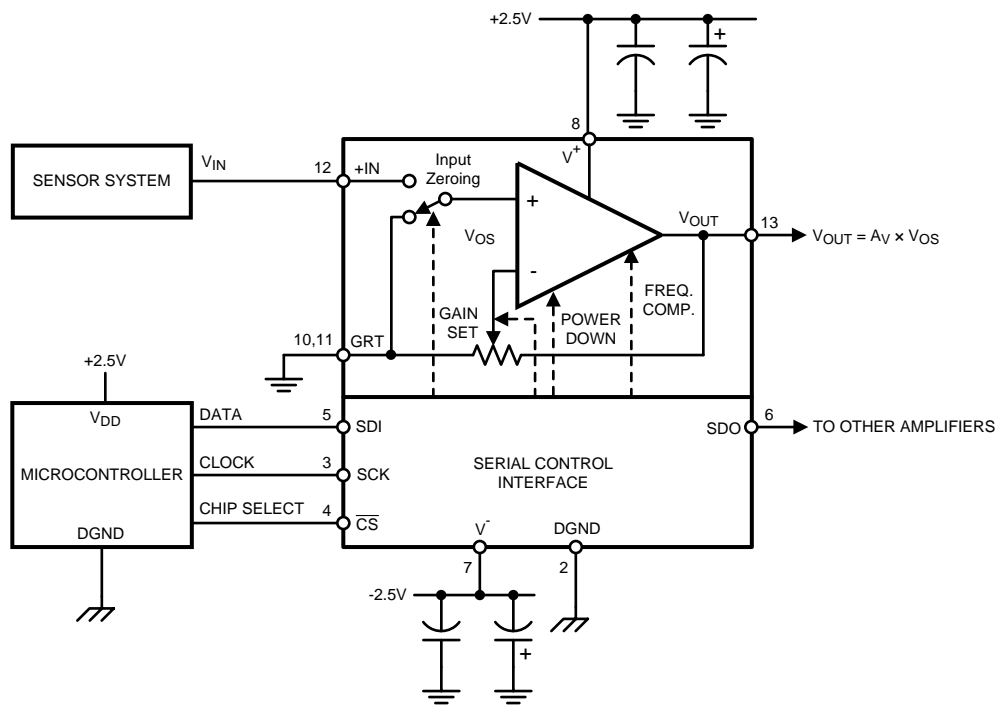 +2.5V
+
8
V+
SENSOR SYSTEM
VIN
12
+IN
Input
Zeroing
+
VOS
-
VOUT
13
VOUT = AV × VOS
GAIN
SET
POWER
DOWN
FREQ.
COMP.
10,11
GRT
+2.5V
VDD
MICROCONTROLLER
DGND
DATA
5
SDI
CLOCK
3
SCK
CHIP SELECT
4
C̅S̅
SERIAL CONTROL
INTERFACE
SDO
6
TO OTHER AMPLIFIERS
V-
DGND
7
2
-2.5V
+